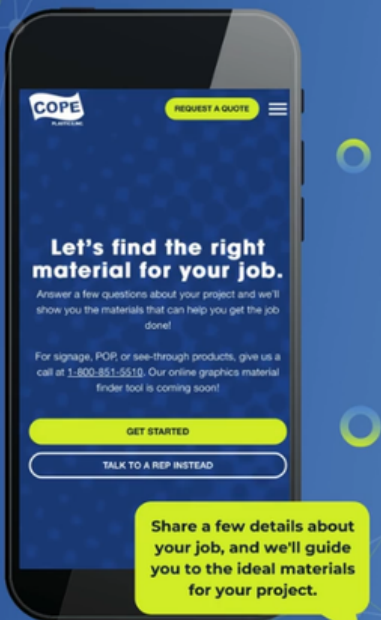 COPE
PLASTICS, INC.
REQUEST A QUOTE
Let's find the right
material for your job.
Answer a few questions about your project and we'll
show you the materials that can help you get the job
done!
For signage, POP, or see-through products, give us a
call at 1-800-851-5510. Our online graphics material
finder tool is coming soon!
GET STARTED
TALK TO A REP INSTEAD
Share a few details about
your job, and we'll guide
you to the ideal materials
for your project.